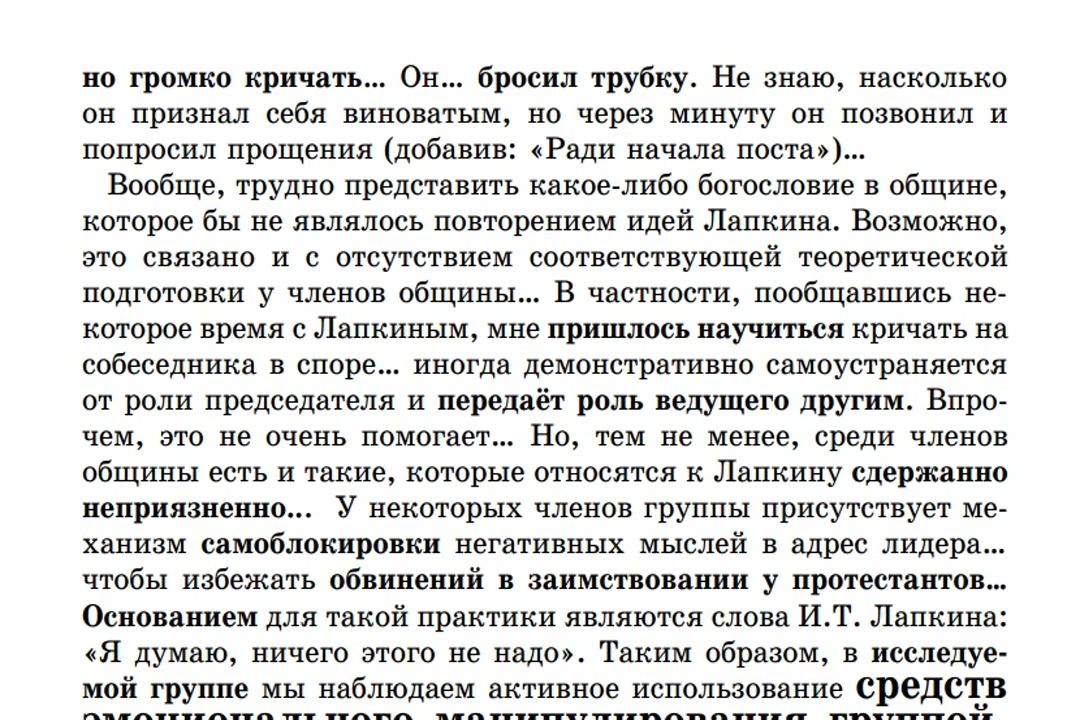 но громко кричать... Он... бросил трубку. Не знаю, насколько
он признал себя виноватым, но через минуту он позвонил и
попросил прощения (добавив: «Ради начала поста»)...
Вообще, трудно представить какое-либо богословие в общине,
которое бы не являлось повторением идей Лапкина. Возможно,
это связано и с отсутствием соответствующей теоретической
подготовки у членов общины... В частности, пообщавшись не-
которое время с Лапкиным, мне пришлось научиться кричать на
собеседника в споре... иногда демонстративно самоустраняется
от роли председателя и передаёт роль ведущего другим. Впро-
чем, это не очень помогает... Но, тем не менее, среди членов
общины есть и такие, которые относятся к Лапкину сдержанно
неприязненно... У некоторых членов группы присутствует ме-
ханизм самоблокировки негативных мыслей в адрес лидера...
чтобы избежать обвинений в заимствовании у протестантов...
Основанием для такой практики являются слова И.Т. Лапкина:
«Я думаю, ничего этого не надо». Таким образом, в исследуе-
мой группе мы наблюдаем активное использование средств
эмоционального манипулирования группой.